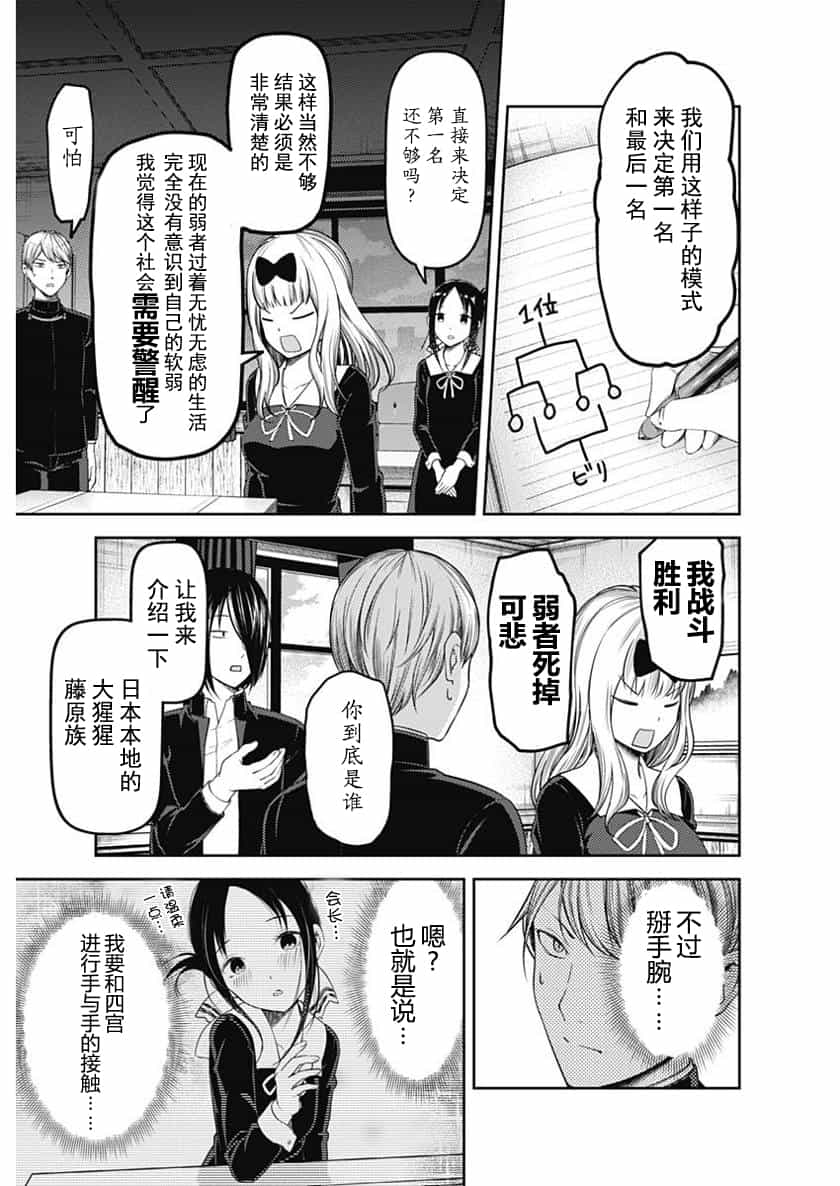 我们用这样子的模式
来决定第一名
和最后一名
1位
ビリ
直接来决定
第一名
还不够吗？
这样当然不够
结果必须是
非常清楚的
现在的弱者过着无忧无虑的生活
完全没有意识到自己的软弱
我觉得这个社会需要警醒了
可怕
我战斗
胜利
弱者死掉
可悲
你到底是谁
让我来
介绍一下
日本本地的
大猩猩
藤原族
不过
掰手腕…
嗯？
也就是说…
会长…
请温柔
一点…
我要和四宫
进行手与手的接触……